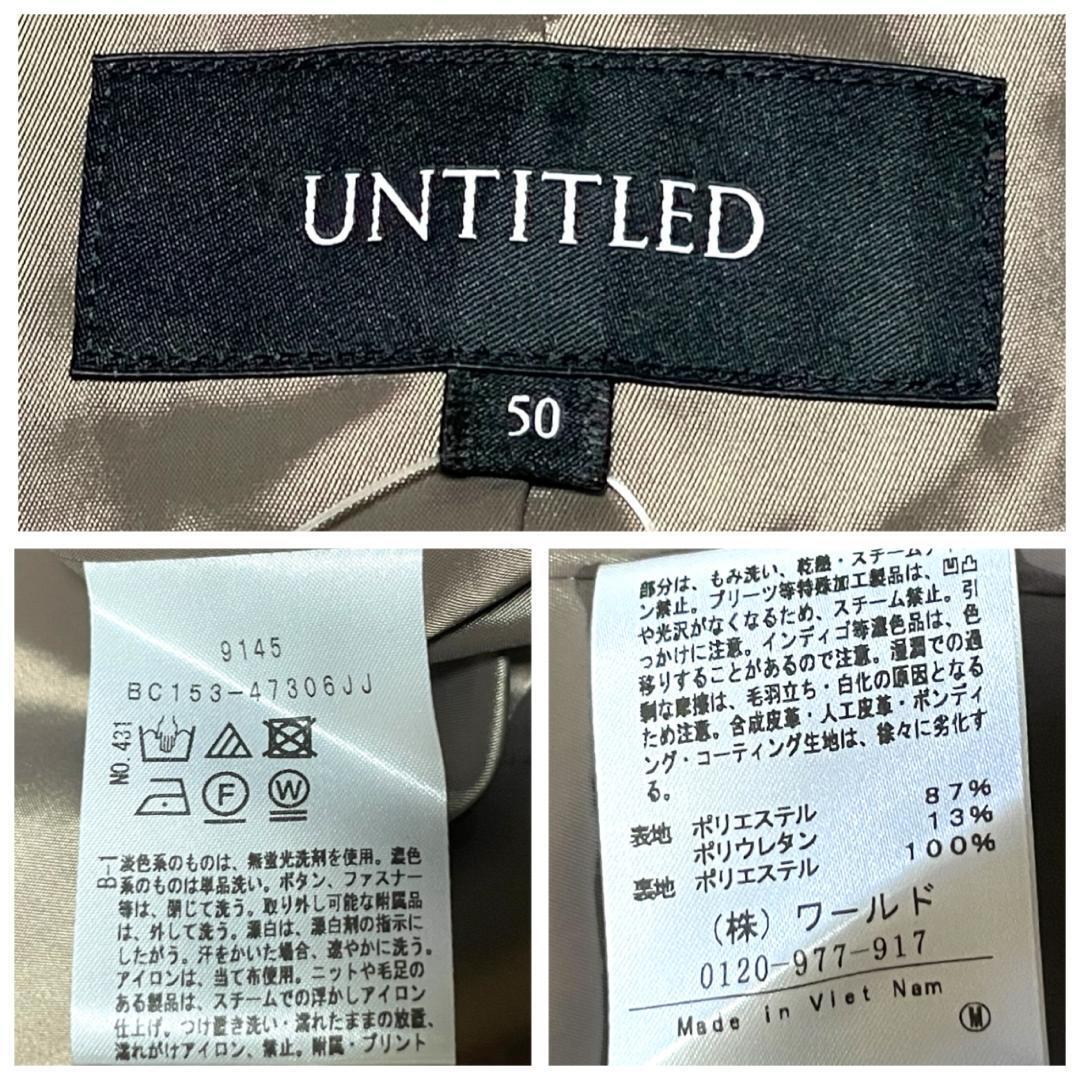 UNTITLED
50
9145
BC153-47306JJ
NO.431
F
W
B-1
淡色系のものは、無蛍光洗剤を使用。濃色
系のものは単品洗い。ボタン、ファスナー
等は、閉じて洗う。取り外し可能な附属品
は、外して洗う。漂白は、漂白剤の指示に
したがう。汗をかいた場合、速やかに洗う。
アイロンは、当て布使用。ニットや毛足の
ある製品は、スチームでの浮かしアイロン
仕上げ。つけ置き洗い・濡れたままの放置、
濡れがけアイロン、禁止。附属・プリント
部分は、もみ洗い、乾熱・スチームアイロ
ン禁止。プリーツ等特殊加工製品は、凹凸
や光沢がなくなるため、スチーム禁止。引
っかけに注意。インディゴ等濃色品は、色
移りすることがあるので注意。湿潤での過
剰な摩擦は、毛羽立ち・白化の原因となる
ため注意。合成皮革・人工皮革・ボンディ
ング・コーティング生地は、徐々に劣化す
る。
表地 ポリエステル 87%
ポリウレタン 13%
裏地 ポリエステル 100%
(株) ワールド
0120-977-917
Made in Viet Nam
M